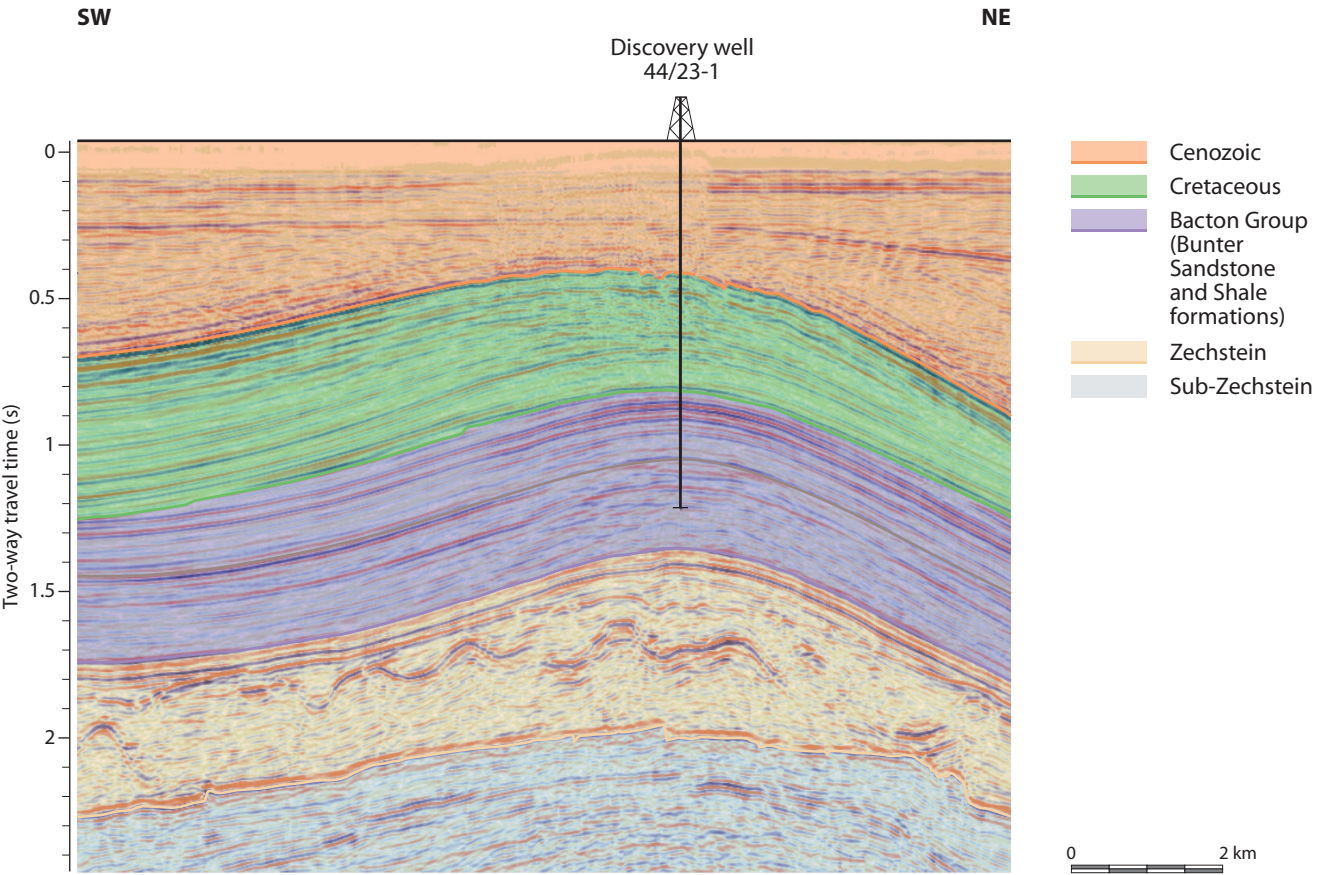 SW
NE
Discovery well
44/23-1
Two-way travel time (s)
0
0.5
1
1.5
2
Cenozoic
Cretaceous
Bacton Group
(Bunter
Sandstone
and Shale
formations)
Zechstein
Sub-Zechstein
0
2 km